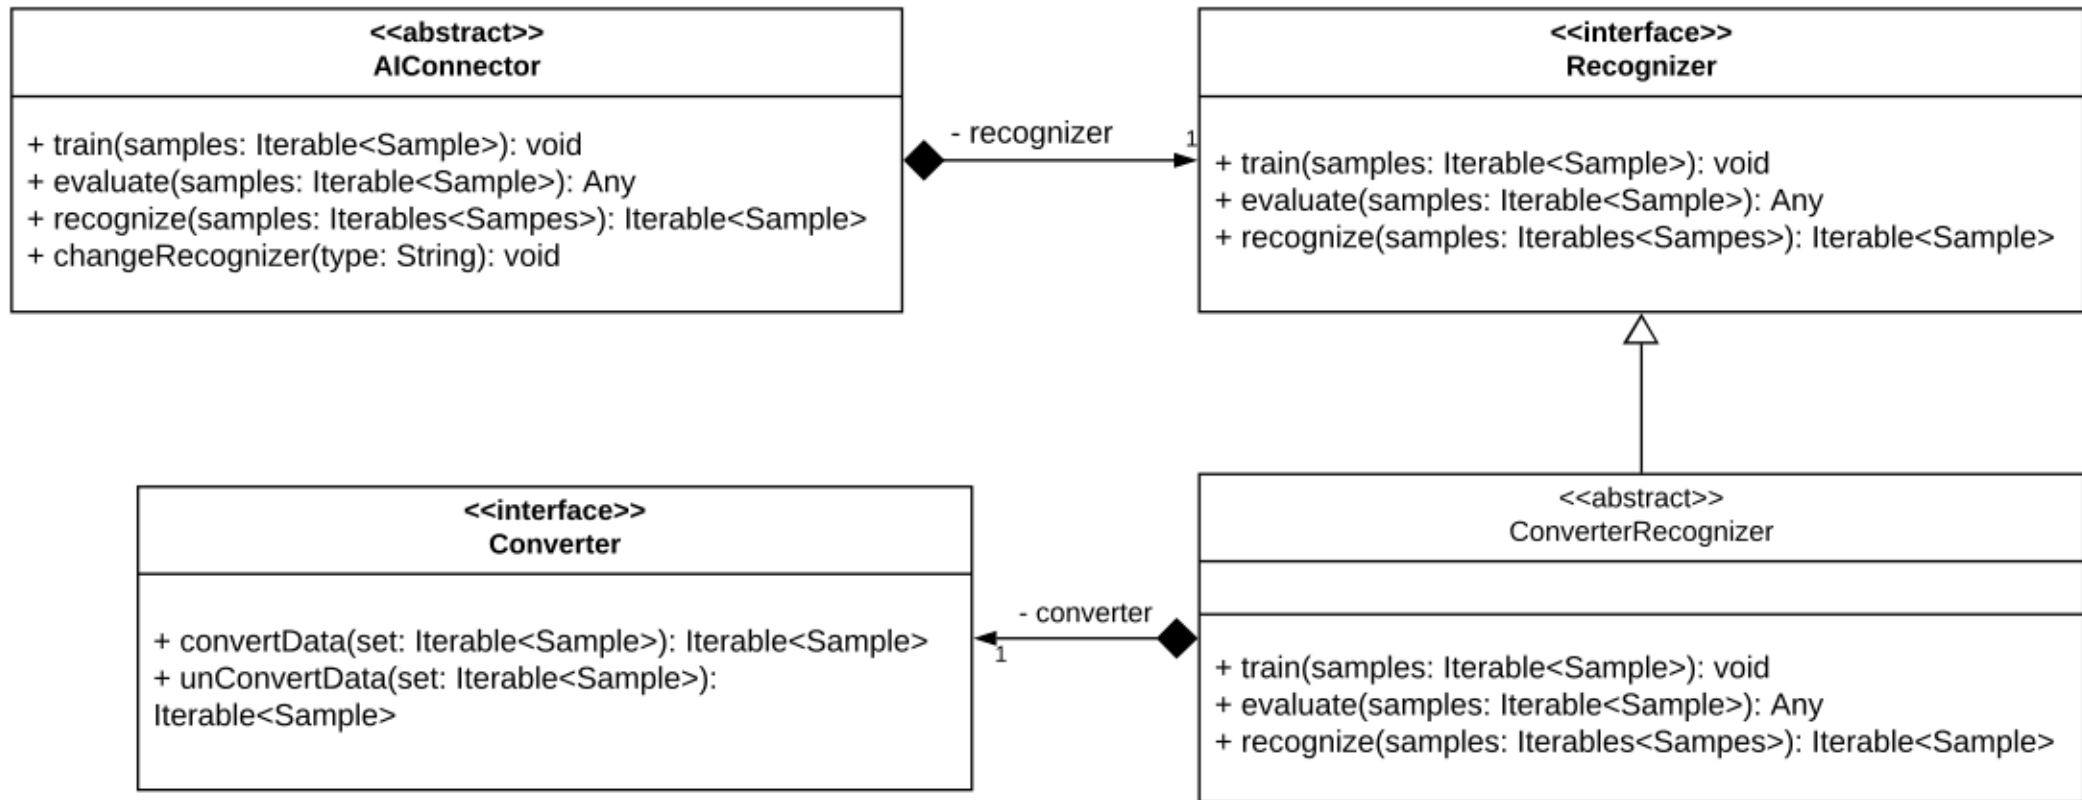 <<abstract>>
AIConnector
+ train(samples: Iterable<Sample>): void
+ evaluate(samples: Iterable<Sample>): Any
+ recognize(samples: Iterables<Sampes>): Iterable<Sample>
+ changeRecognizer(type: String): void
- recognizer
1
<<interface>>
Recognizer
+ train(samples: Iterable<Sample>): void
+ evaluate(samples: Iterable<Sample>): Any
+ recognize(samples: Iterables<Sampes>): Iterable<Sample>
<<interface>>
Converter
+ convertData(set: Iterable<Sample>): Iterable<Sample>
+ unConvertData(set: Iterable<Sample>):
Iterable<Sample>
- converter
1
<<abstract>>
ConverterRecognizer
+ train(samples: Iterable<Sample>): void
+ evaluate(samples: Iterable<Sample>): Any
+ recognize(samples: Iterables<Sampes>): Iterable<Sample>